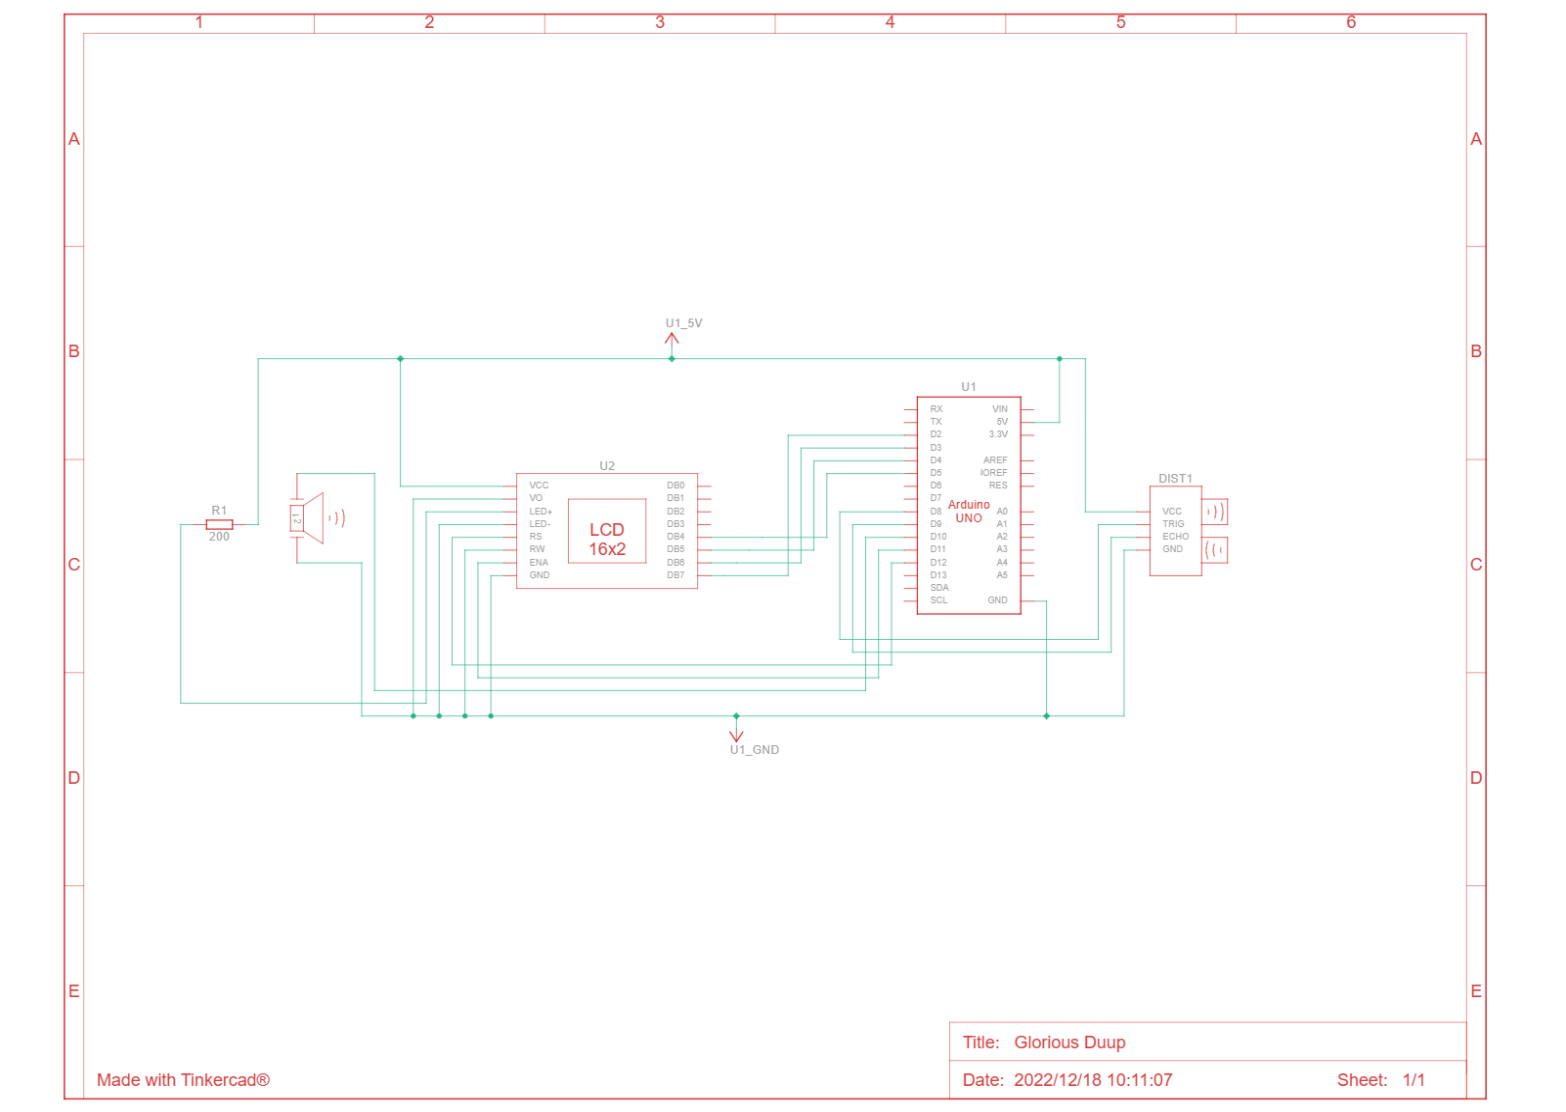 1 2 3 4 5 6
A A
B B
C C
D D
E E
U1_5V
U1_GND
R1
200
U2
VCC
VO
LED+
LED-
RS
RW
ENA
GND
LCD
16x2
DB0
DB1
DB2
DB3
DB4
DB5
DB6
DB7
U1
RX
TX
D2
D3
D4
D5
D6
D7
D8
D9
D10
D11
D12
D13
SDA
SCL
Arduino
UNO
VIN
5V
3.3V
AREF
IOREF
RES
A0
A1
A2
A3
A4
A5
GND
DIST1
VCC
TRIG
ECHO
GND
Title: Glorious Duup
Date: 2022/12/18 10:11:07 Sheet: 1/1
Made with Tinkercad®